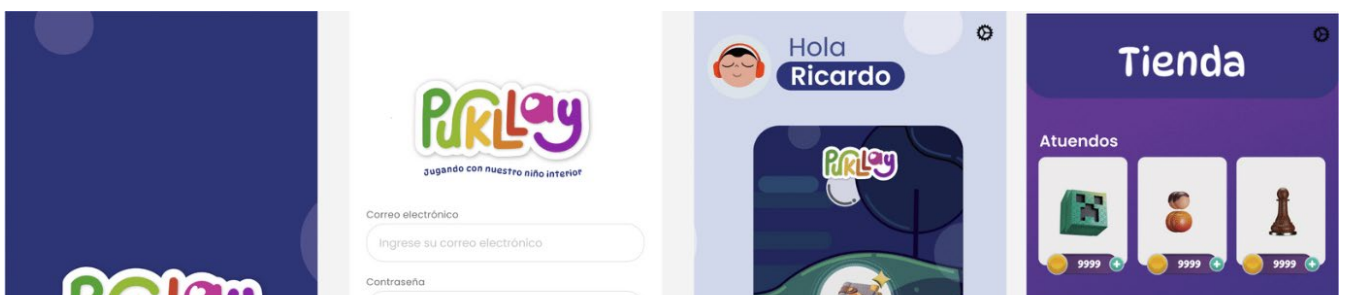 PUKLLay
PUKLLay
Jugando con nuestro niño interior
Correo electrónico
Ingrese su correo electrónico
Contraseña
Hola
Ricardo
PUKLLay
Tienda
Atuendos
9999
9999
9999